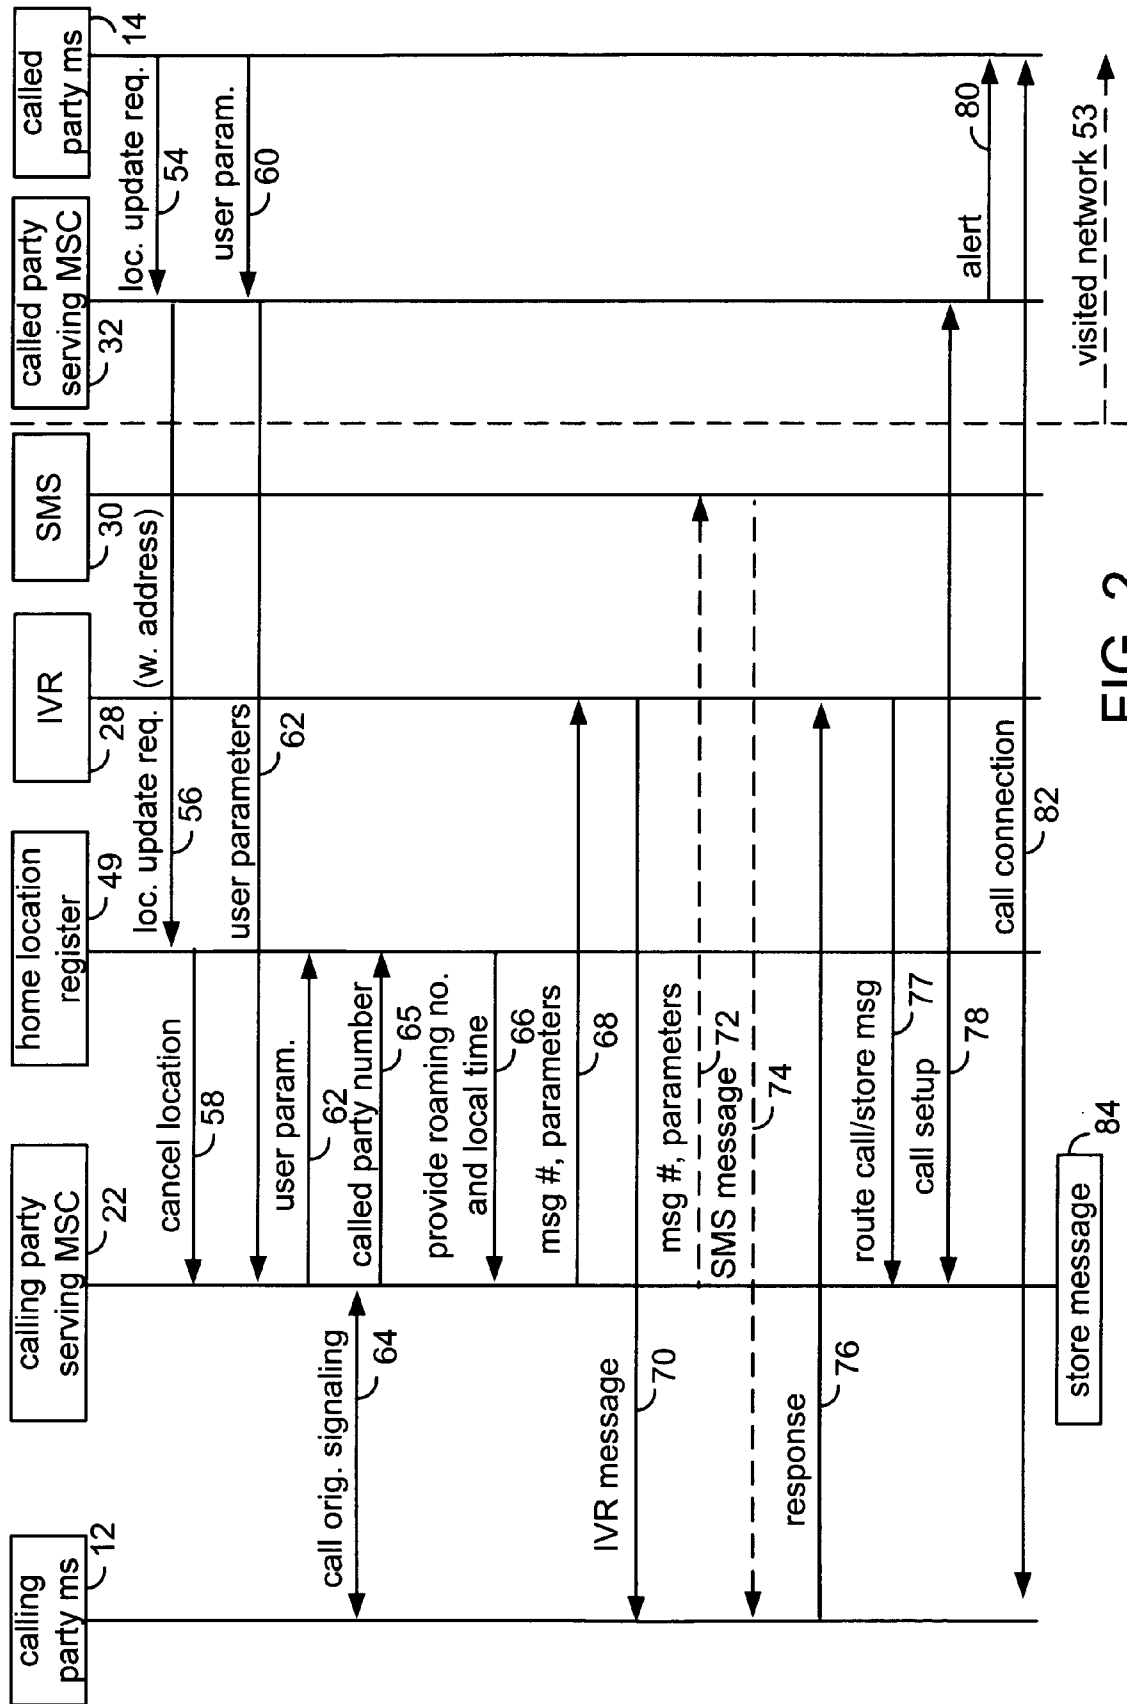 calling
party ms
12
calling party
serving MSC
22
home location
register
49
IVR
28
SMS
30
called party
serving MSC
32
called
party ms
14
loc. update req.
54
loc. update req.
(w. address)
56
cancel location
58
user param.
60
user parameters
62
user param.
62
call orig. signaling
64
called party number
65
provide roaming no.
and local time
66
msg #, parameters
68
IVR message
70
msg #, parameters
72
SMS message
74
response
76
route call/store msg
77
call setup
78
alert
80
call connection
82
store message
84
visited network 53
FIG. 2